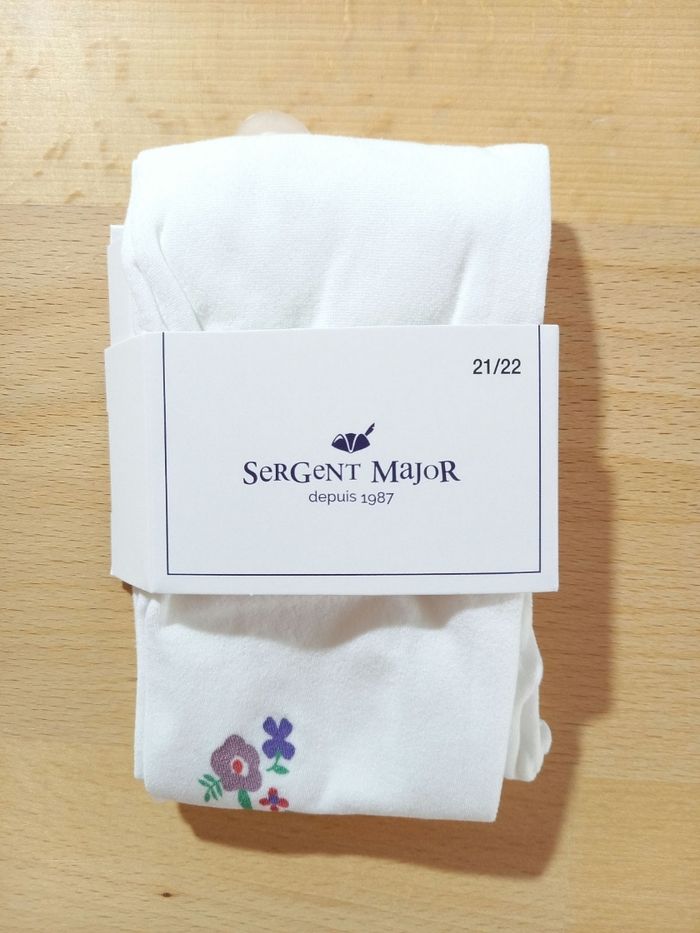 21/22
SeRGeNT MaJoR
depuis 1987